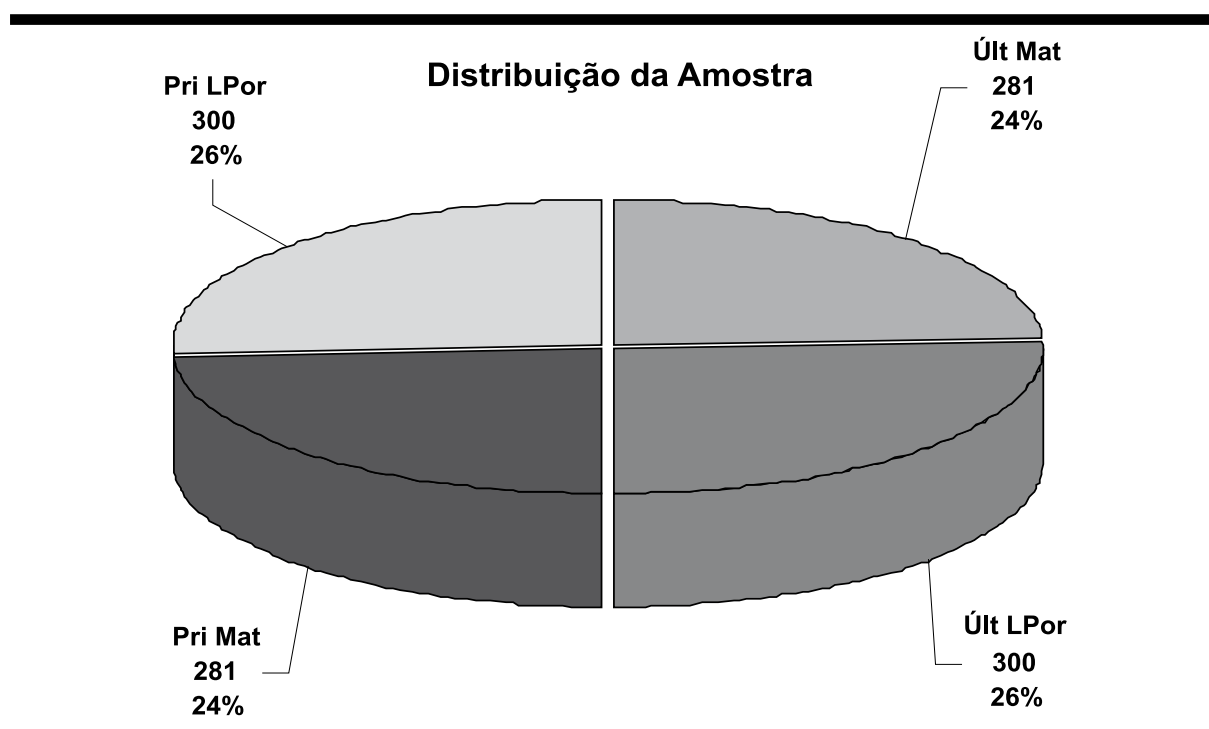 Distribuição da Amostra
Pri LPor
300
26%
Últ Mat
281
24%
Pri Mat
281
24%
Últ LPor
300
26%